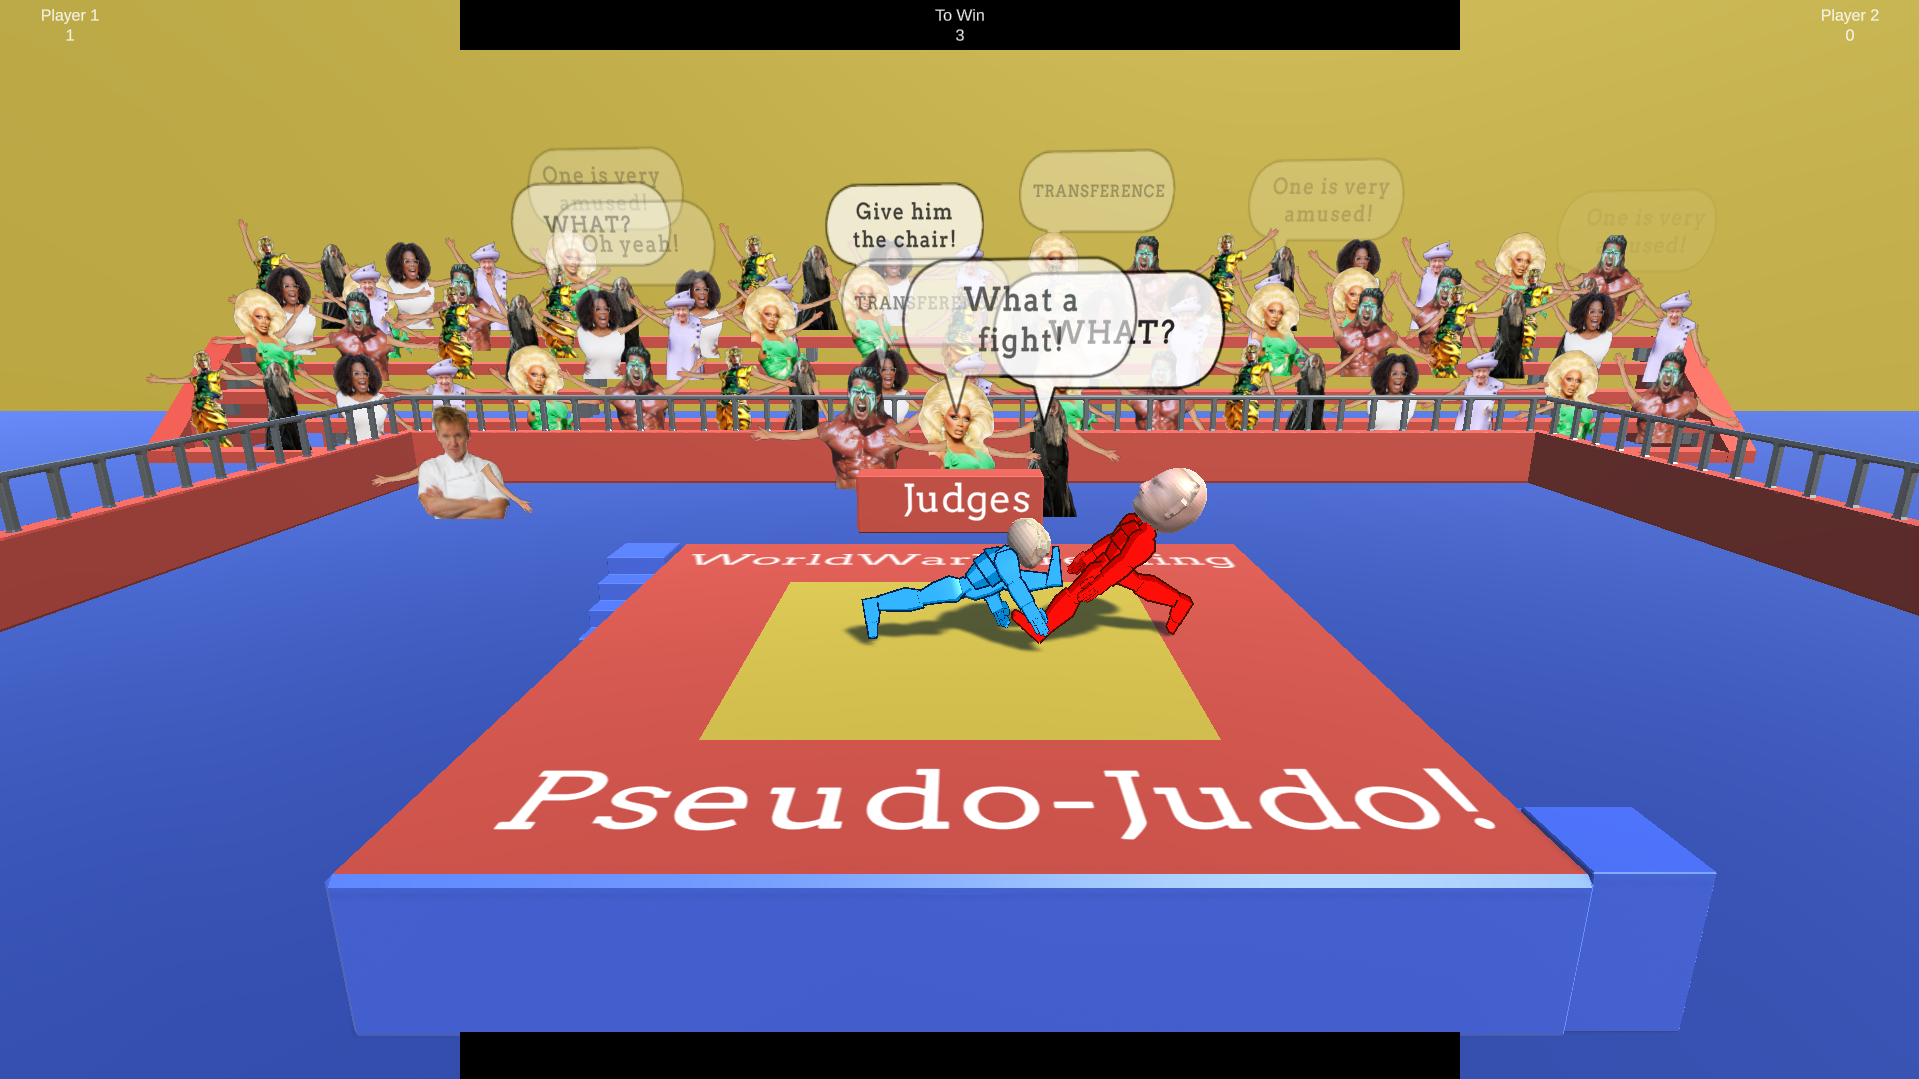 Player 1
1
To Win
3
Player 2
0
One is very
amused!
WHAT?
Oh yeah!
Give him
the chair!
TRANSFERENCE
One is very
amused!
One is very
amused!
What a
fight!
WHAT?
Judges
Pseudo-Judo!